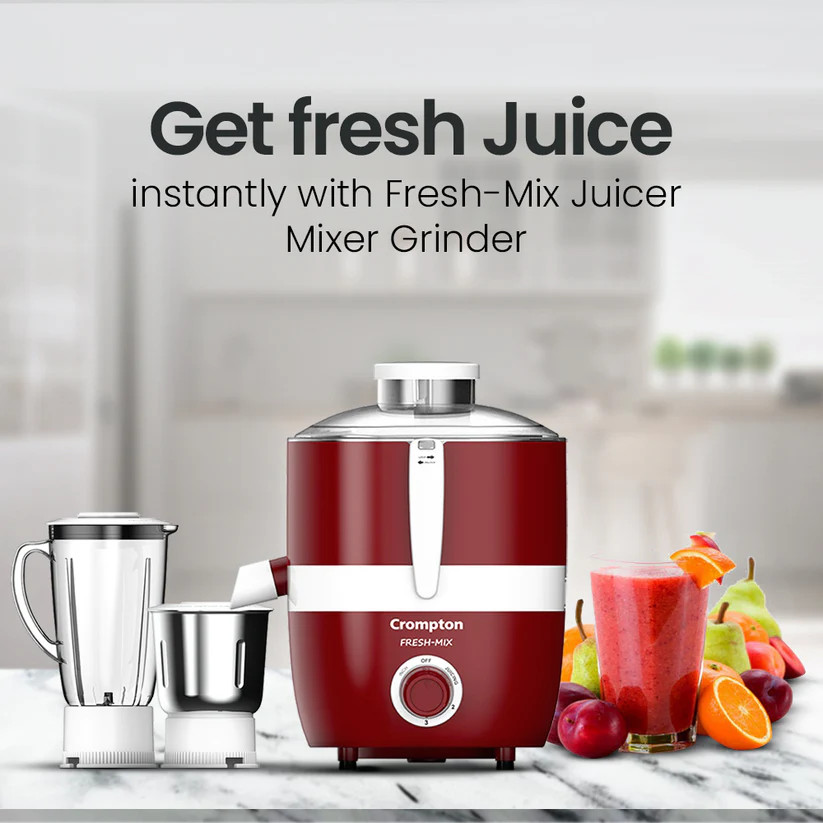 Get fresh Juice
instantly with Fresh-Mix Juicer
Mixer Grinder
Crompton
FRESH-MIX
OFF
2
3